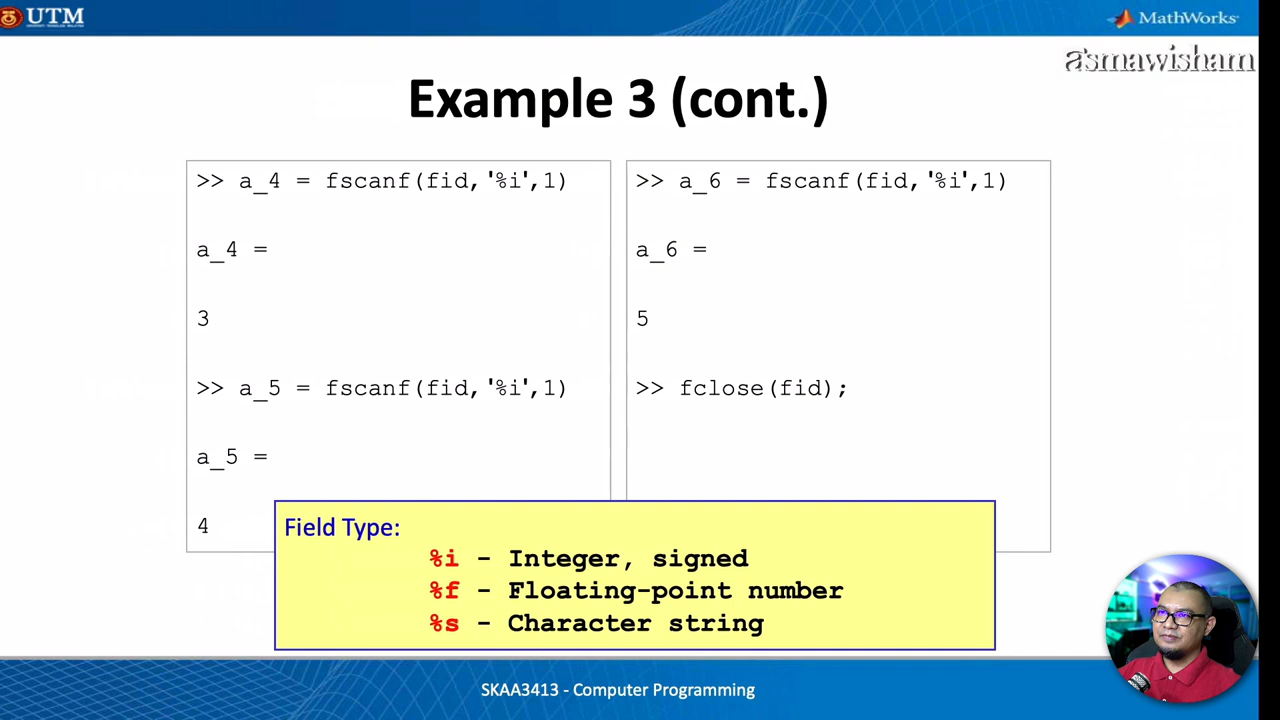 UTM
MathWorks
asmawisham
Example 3 (cont.)
>> a_4 = fscanf(fid,'%i',1)
a_4 =
3
>> a_5 = fscanf(fid,'%i',1)
a_5 =
4
>> a_6 = fscanf(fid,'%i',1)
a_6 =
5
>> fclose(fid);
Field Type:
%i - Integer, signed
%f - Floating-point number
%s - Character string
SKAA3413 - Computer Programming